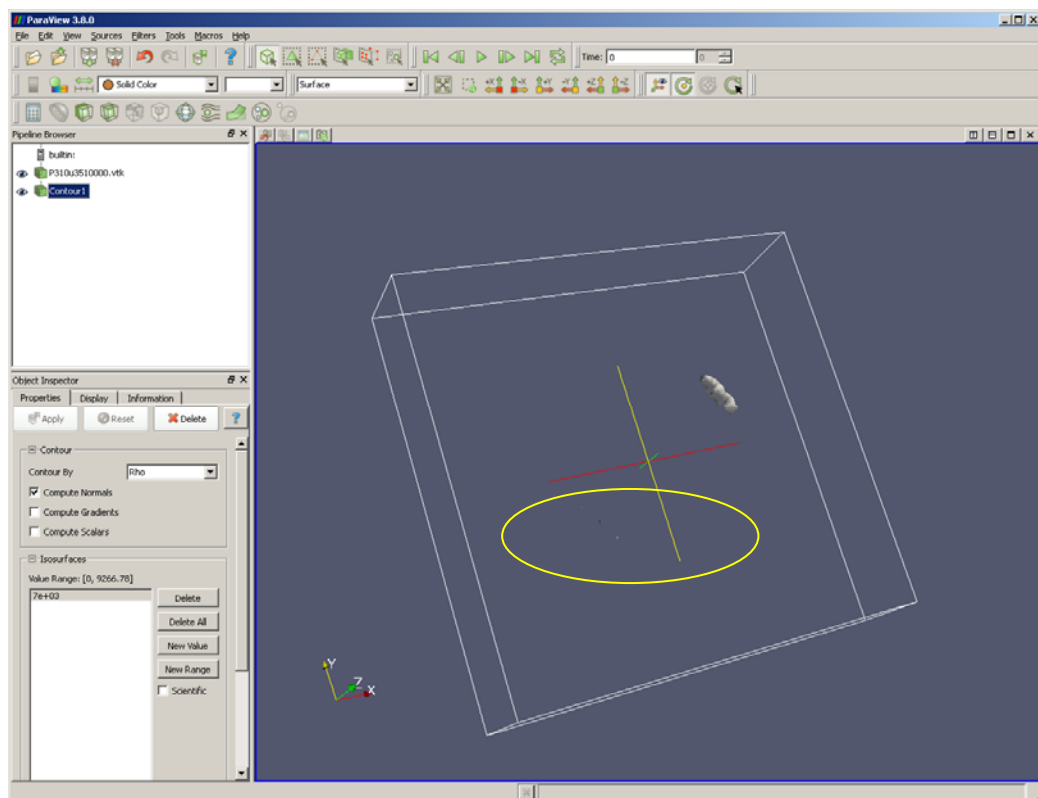 ParaView 3.8.0
File Edit View Sources Filters Tools Macros Help
Time: 0 0
Solid Color Surface
Pipeline Browser
builtin:
P310u3510000.vtk
Contour1
Object Inspector
Properties Display Information
Apply Reset Delete ?
Contour
Contour By Rho
Compute Normals
Compute Gradients
Compute Scalars
Isosurfaces
Value Range: [0, 9266.78]
7e+03
Delete
Delete All
New Value
New Range
Scientific
Y
Z
X